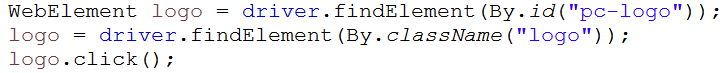 WebElement logo = driver.findElement(By.id("pc-logo"));
logo = driver.findElement(By.className("logo"));
logo.click();